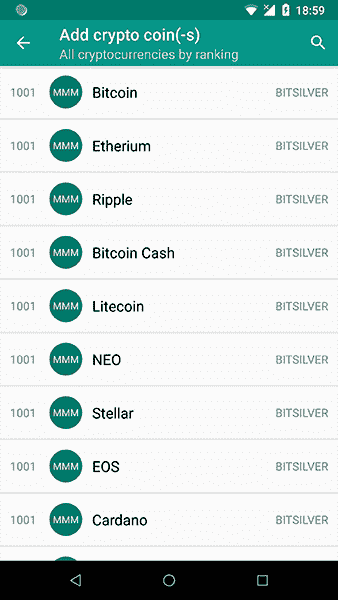 18:59
Add crypto coin(-s)
All cryptocurrencies by ranking
1001 MMM Bitcoin BITSILVER
1001 MMM Etherium BITSILVER
1001 MMM Ripple BITSILVER
1001 MMM Bitcoin Cash BITSILVER
1001 MMM Litecoin BITSILVER
1001 MMM NEO BITSILVER
1001 MMM Stellar BITSILVER
1001 MMM EOS BITSILVER
1001 MMM Cardano BITSILVER